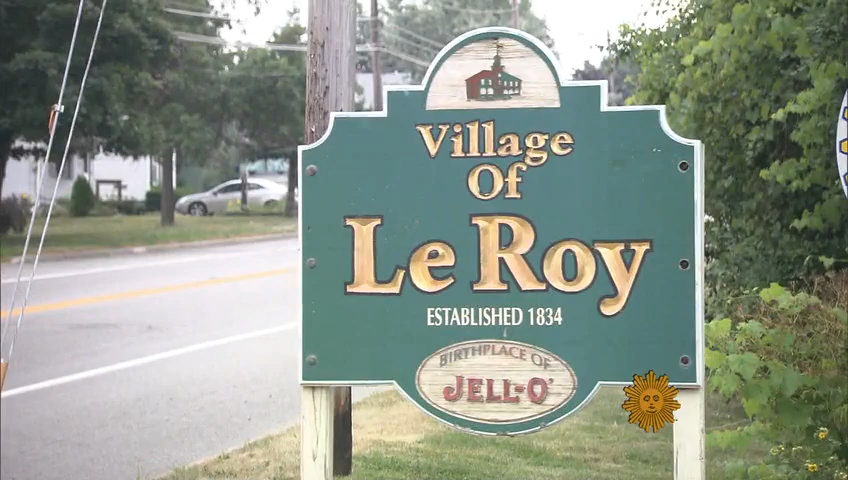 Village
Of
Le Roy
ESTABLISHED 1834
BIRTHPLACE OF
JELL-O